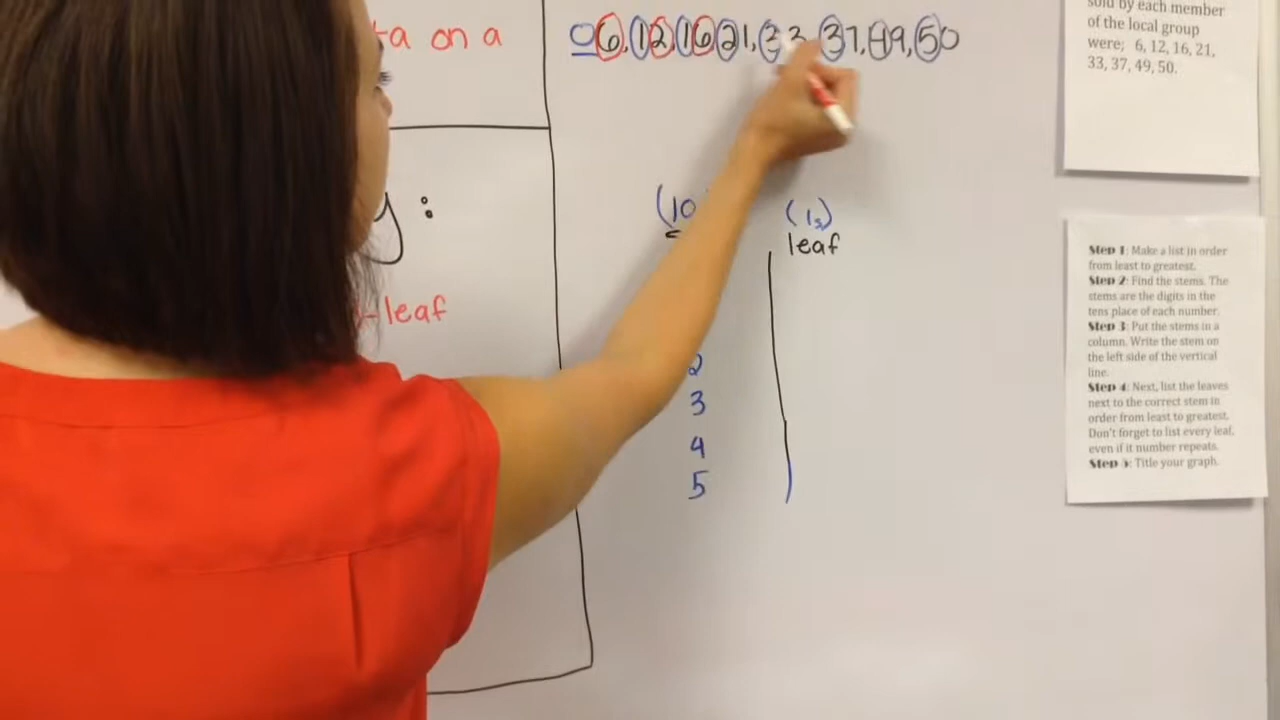 ta on a
06, 12, 16, 21, 33, 37, 49, 50
y:
-leaf
(10
(1s)
leaf
2
3
4
5
sold by each member
of the local group
were; 6, 12, 16, 21,
33, 37, 49, 50.
Step 1: Make a list in order
from least to greatest.
Step 2: Find the stems. The
stems are the digits in the
tens place of each number.
Step 3: Put the stems in a
column. Write the stem on
the left side of the vertical
line.
Step 4: Next, list the leaves
next to the correct stem in
order from least to greatest.
Don't forget to list every leaf,
even if it number repeats.
Step 5: Title your graph.